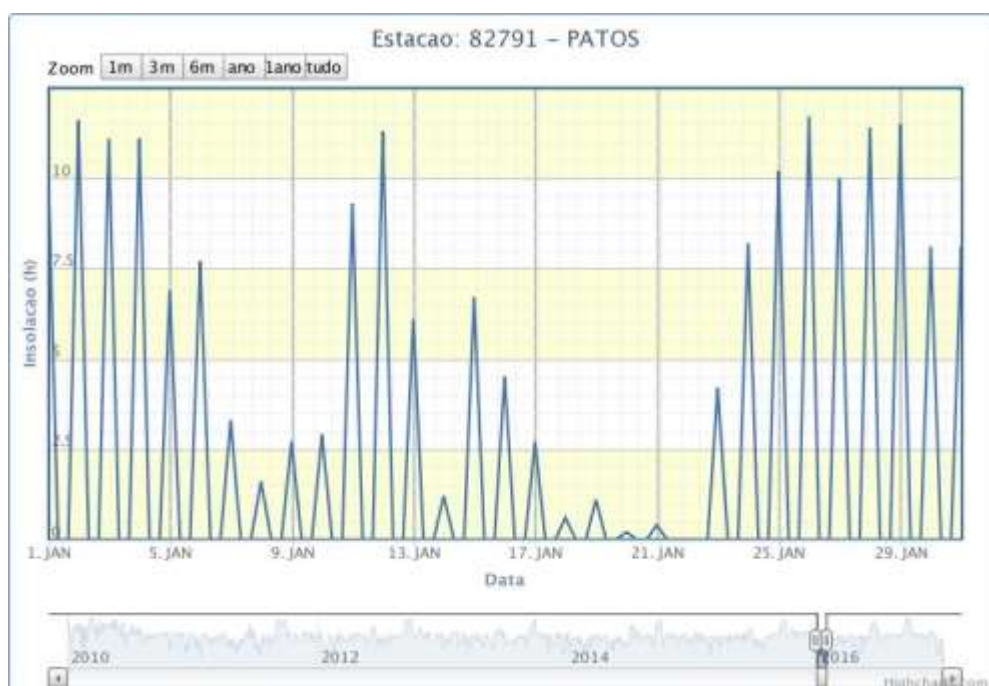 Estacao: 82791 – PATOS
Zoom 1m 3m 6m ano 1ano tudo
10
7.5
5
2.5
0
Insolacao (h)
1. JAN 5. JAN 9. JAN 13. JAN 17. JAN 21. JAN 25. JAN 29. JAN
Data
2010 2012 2014 2016
Highcharts.com